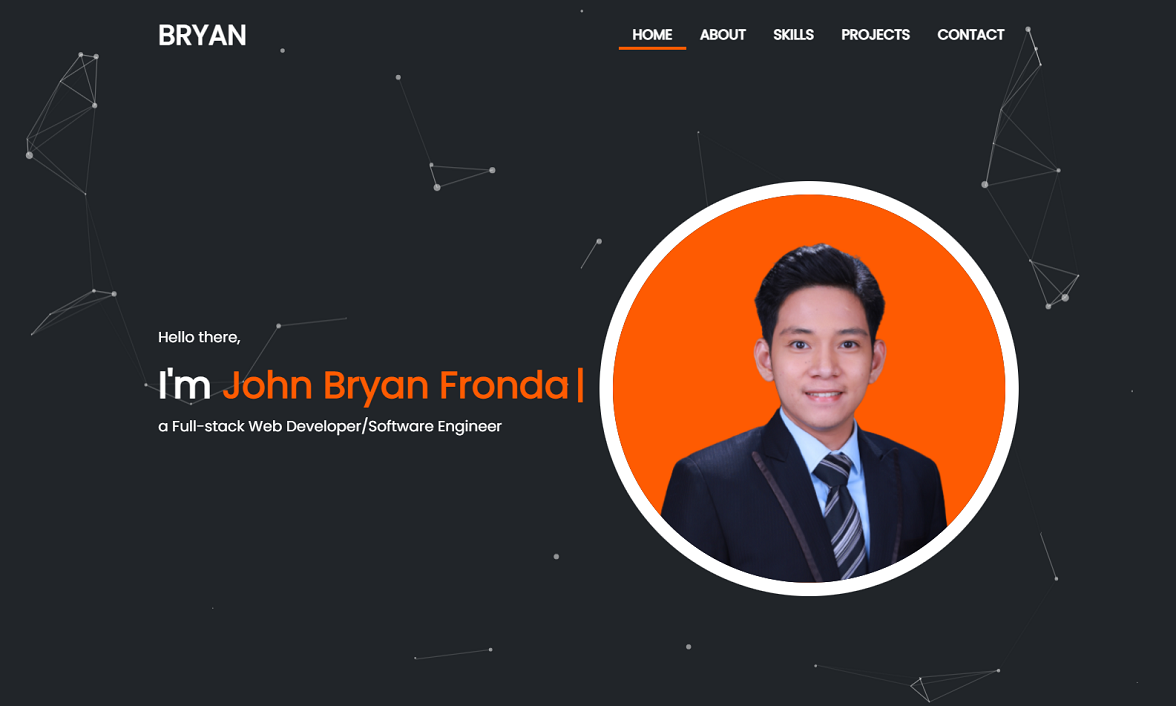 BRYAN
HOME ABOUT SKILLS PROJECTS CONTACT
Hello there,
I'm John Bryan Fronda|
a Full-stack Web Developer/Software Engineer